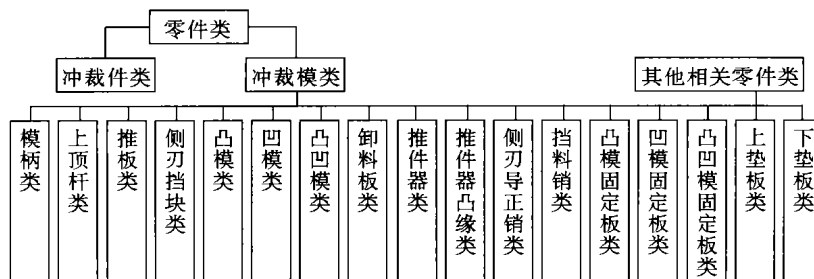 零件类
冲裁件类
冲裁模类
其他相关零件类
模柄类
上顶杆类
推板类
侧刃挡块类
凸模类
凹模类
凸凹模类
卸料板类
推件器类
推件器凸缘类
侧刃导正销类
挡料销类
凸模固定板类
凹模固定板类
凸凹模固定板类
上垫板类
下垫板类